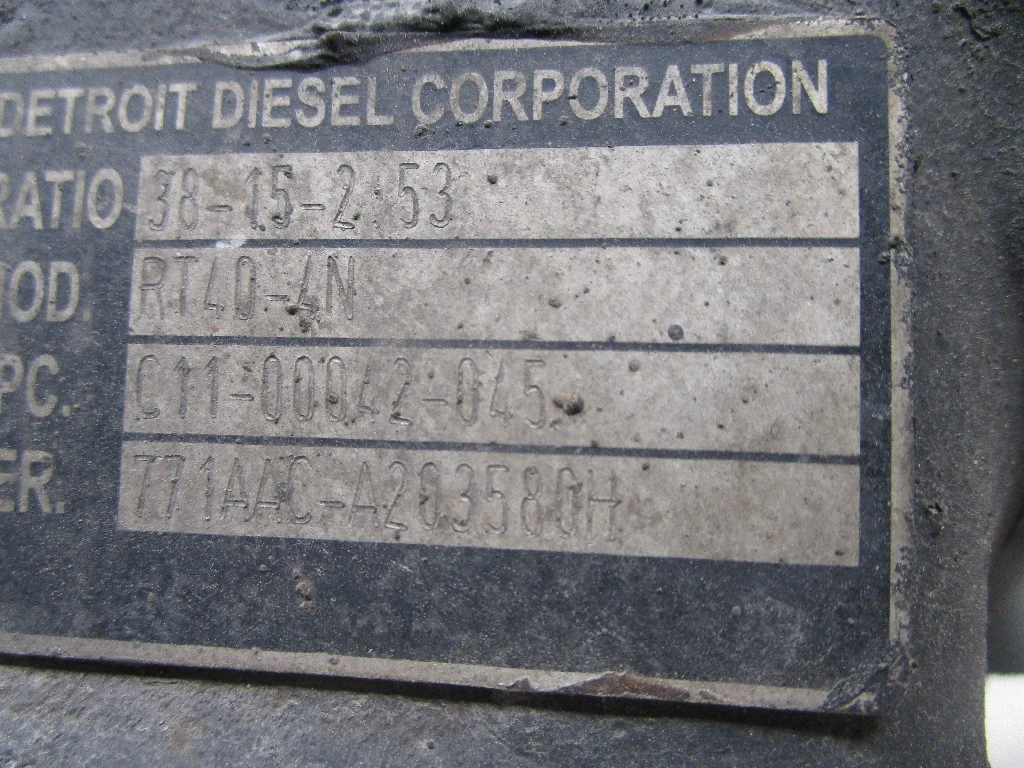 DETROIT DIESEL CORPORATION
RATIO 38-15-2.53
MOD. RT40-4N
PC. C11-00042-045
ER. 771AAC-A203580H